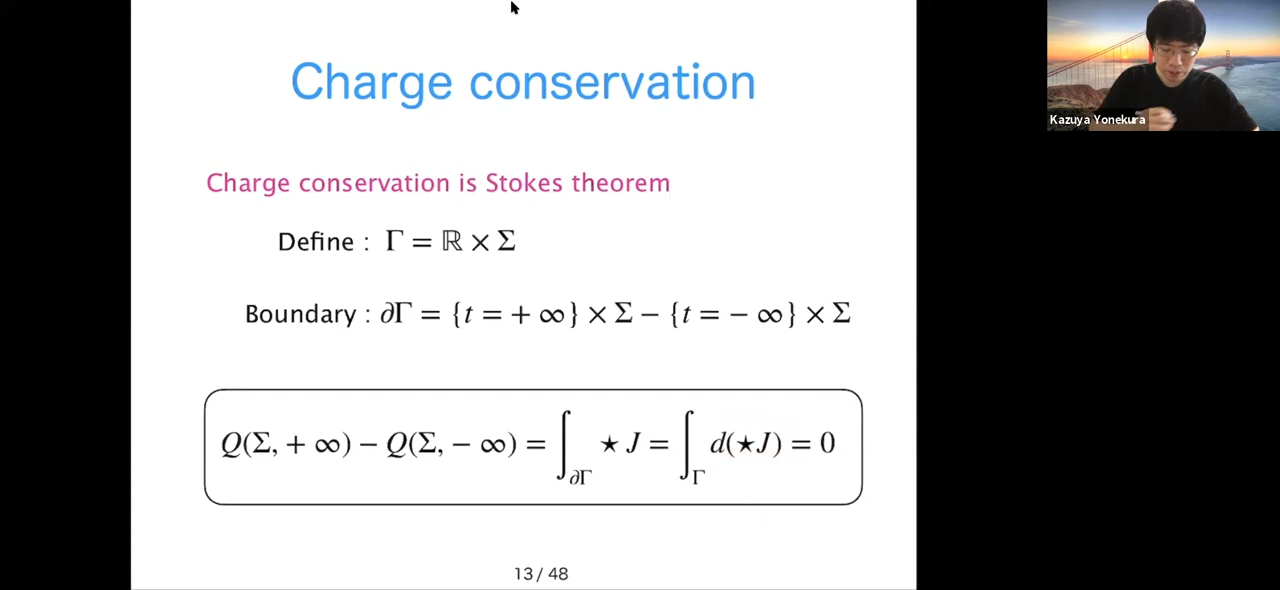 Charge conservation
Kazuya Yonekura
Charge conservation is Stokes theorem
Define : Γ = ℝ × Σ
Boundary : ∂Γ = {t = + ∞} × Σ − {t = − ∞} × Σ
Q(Σ, + ∞) − Q(Σ, − ∞) = ∫_∂Γ ⋆ J = ∫_Γ d(⋆J) = 0
13 / 48